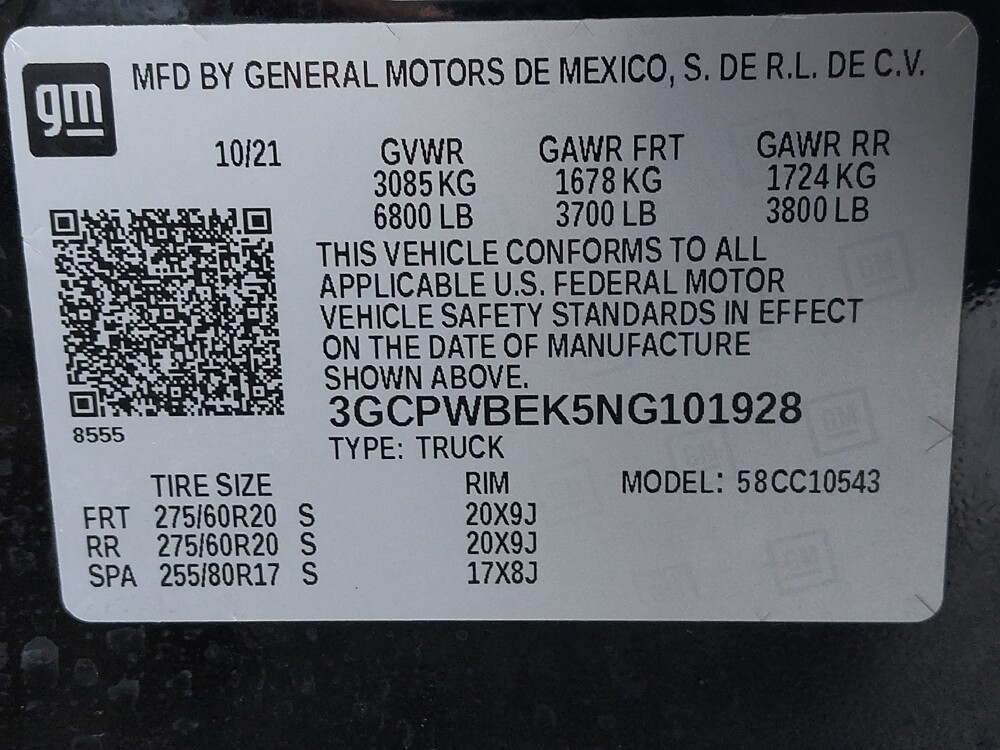 gm
MFD BY GENERAL MOTORS DE MEXICO, S. DE R.L. DE C.V.
10/21 GVWR GAWR FRT GAWR RR
3085 KG 1678 KG 1724 KG
6800 LB 3700 LB 3800 LB
THIS VEHICLE CONFORMS TO ALL
APPLICABLE U.S. FEDERAL MOTOR
VEHICLE SAFETY STANDARDS IN EFFECT
ON THE DATE OF MANUFACTURE
SHOWN ABOVE.
3GCPWBEK5NG101928
8555
TYPE: TRUCK
TIRE SIZE RIM MODEL: 58CC10543
FRT 275/60R20 S 20X9J
RR 275/60R20 S 20X9J
SPA 255/80R17 S 17X8J
GM
GM
GM